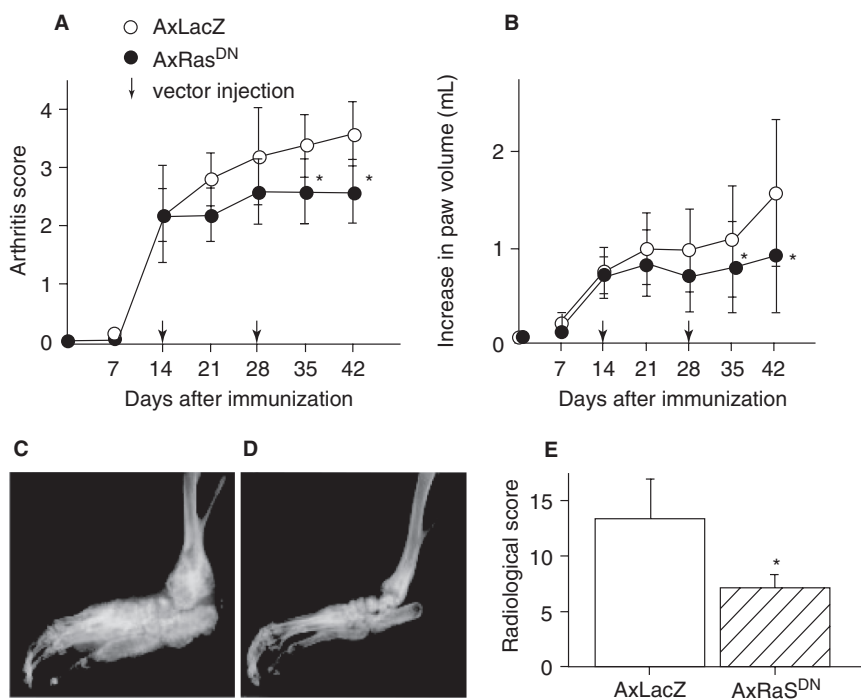 A
AxLacZ
AxRas^DN
vector injection
Arthritis score
4
3
2
1
0
* *
7 14 21 28 35 42
Days after immunization
B
Increase in paw volume (mL)
2
1
0
* *
7 14 21 28 35 42
Days after immunization
C
D
E
Radiological score
15
10
5
0
*
AxLacZ AxRaS^DN